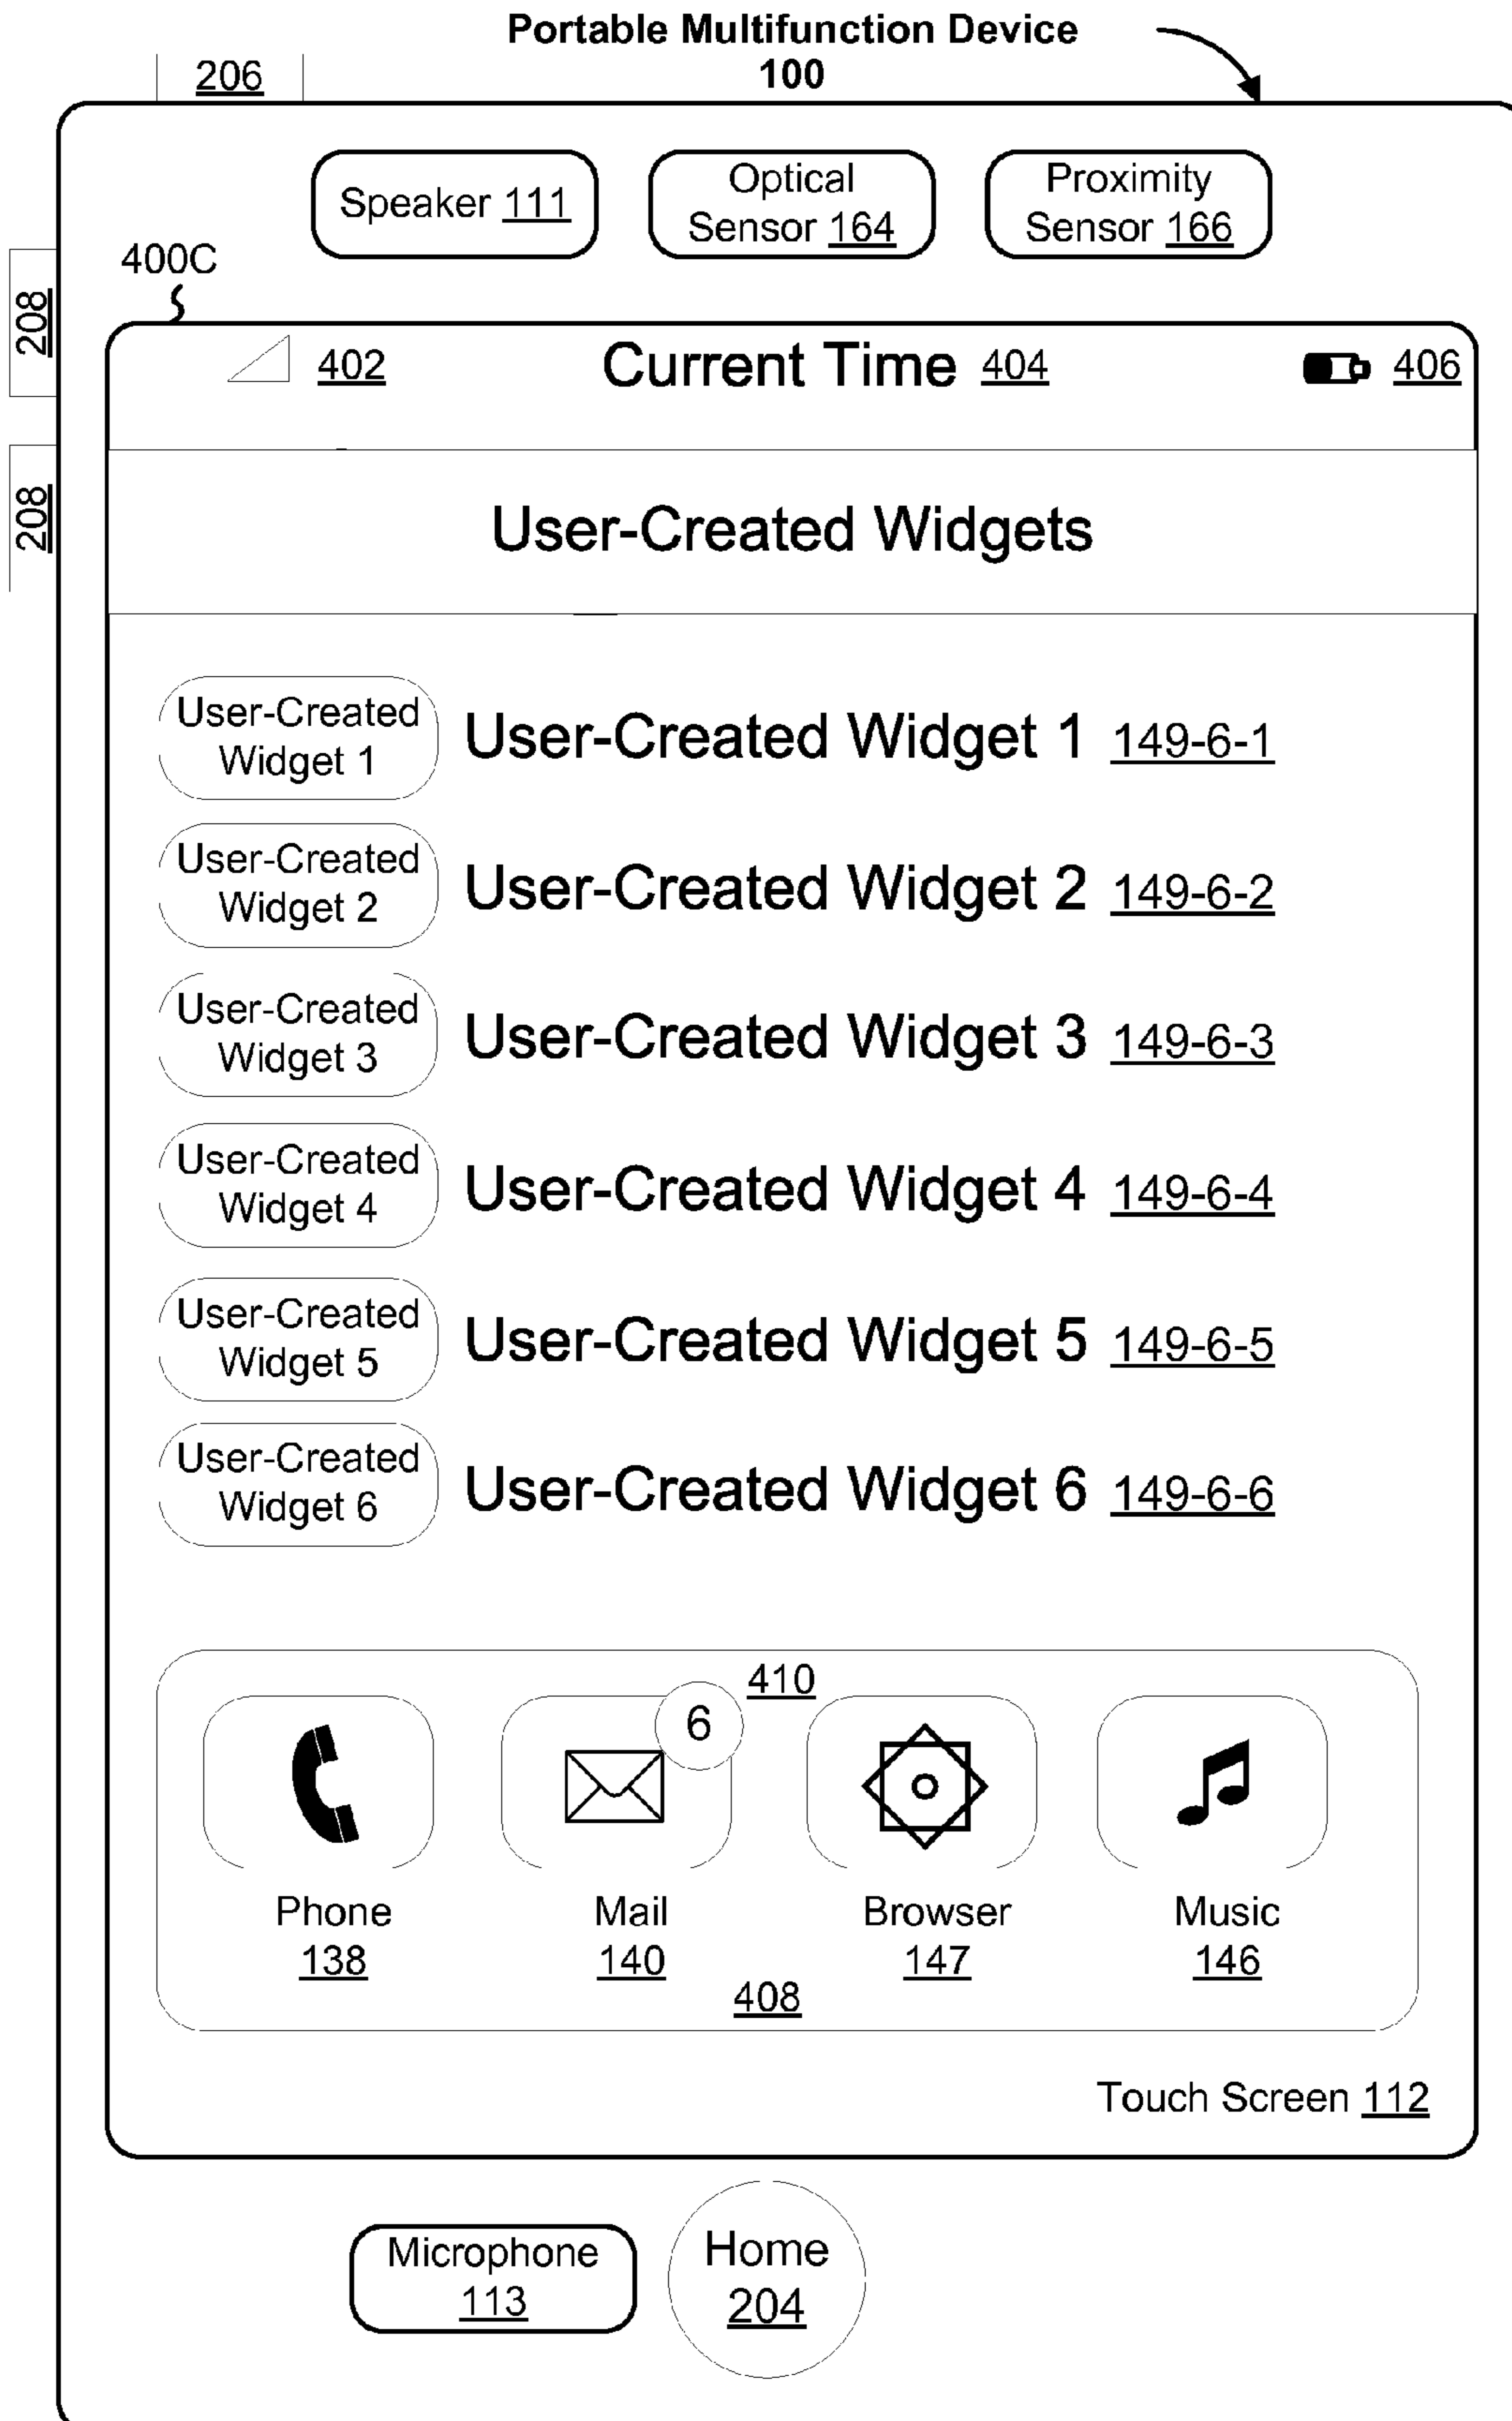 Portable Multifunction Device
100
206
Speaker 111
Optical
Sensor 164
Proximity
Sensor 166
400C
208
208
402
Current Time 404
406
User-Created Widgets
User-Created
Widget 1
User-Created Widget 1 149-6-1
User-Created
Widget 2
User-Created Widget 2 149-6-2
User-Created
Widget 3
User-Created Widget 3 149-6-3
User-Created
Widget 4
User-Created Widget 4 149-6-4
User-Created
Widget 5
User-Created Widget 5 149-6-5
User-Created
Widget 6
User-Created Widget 6 149-6-6
410
6
Phone
138
Mail
140
Browser
147
Music
146
408
Touch Screen 112
Microphone
113
Home
204